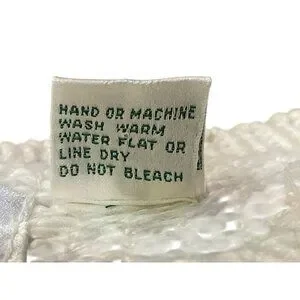 HAND OR MACHINE
WASH WARM
WATER FLAT OR
LINE DRY
DO NOT BLEACH